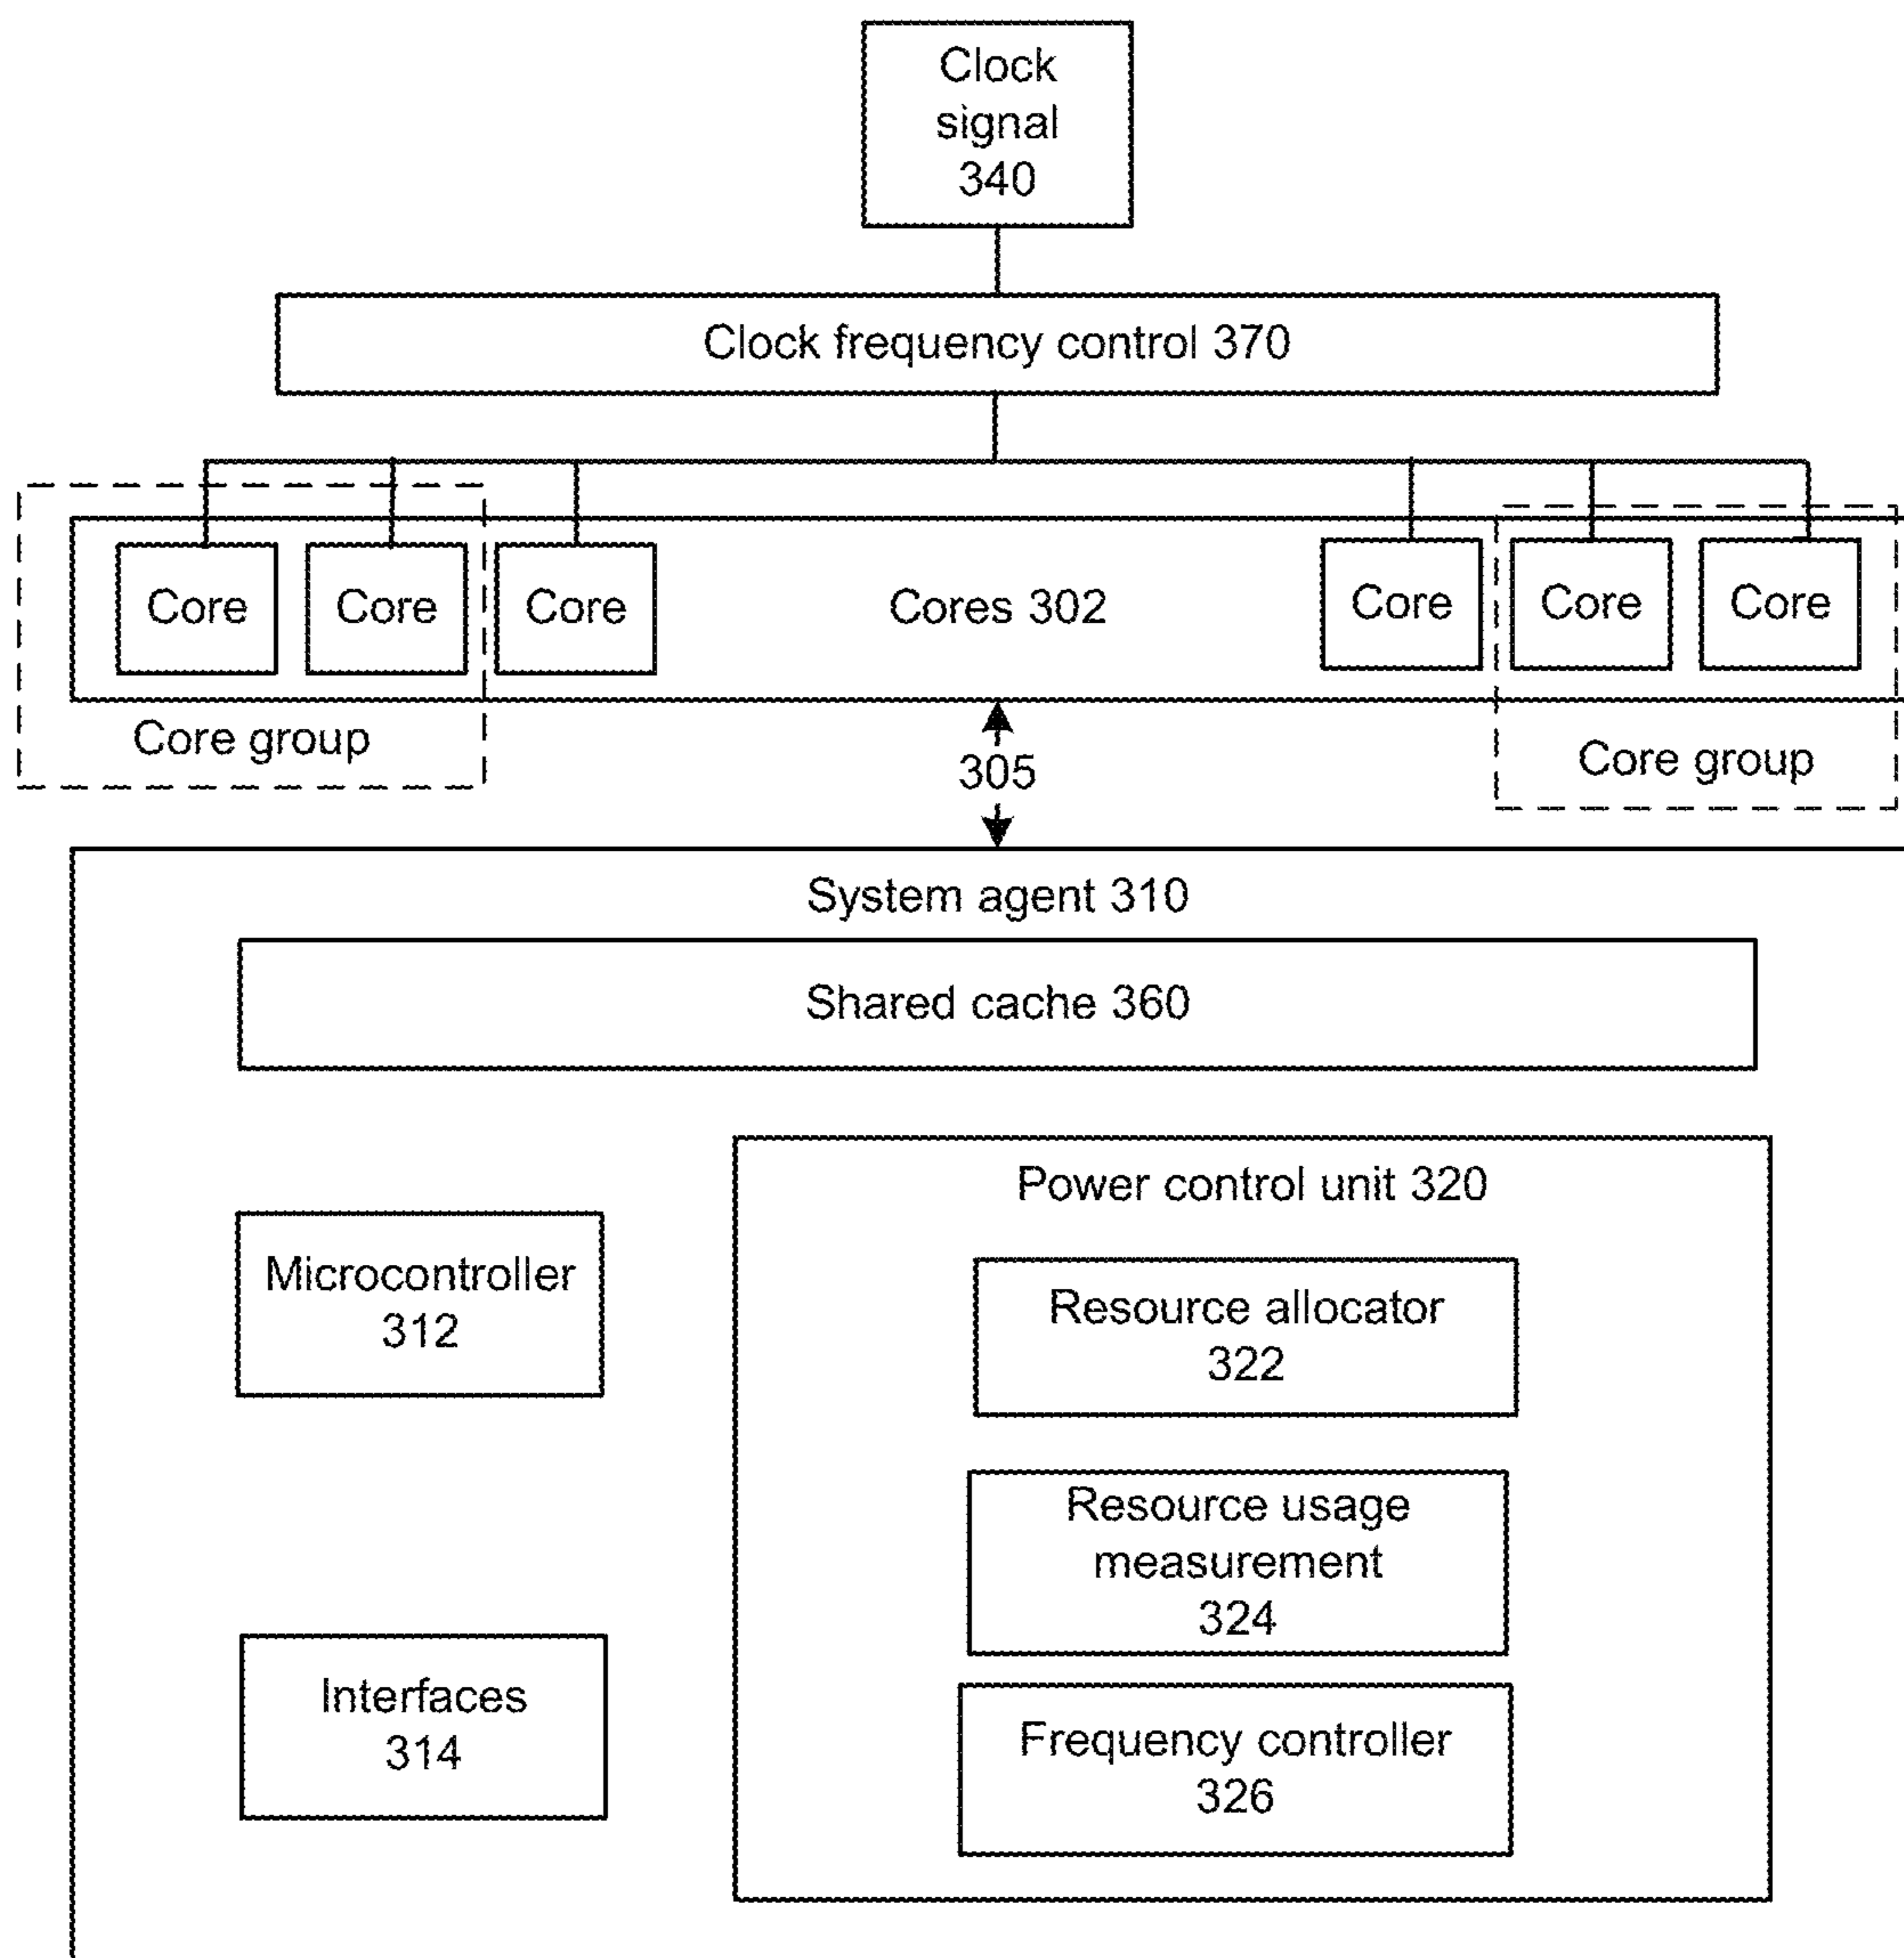 Clock
signal
340
Clock frequency control 370
Core
Core
Core
Cores 302
Core
Core
Core
Core group
305
Core group
System agent 310
Shared cache 360
Power control unit 320
Microcontroller
312
Resource allocator
322
Resource usage
measurement
324
Interfaces
314
Frequency controller
326